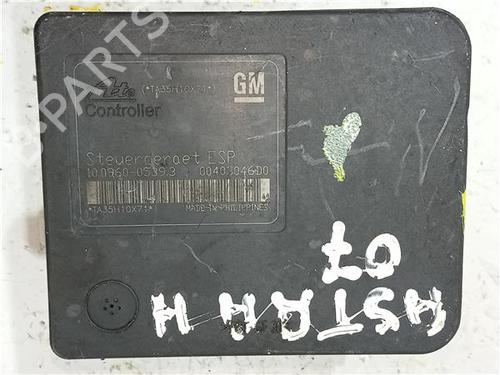 Ate
(*TA35H10X71*)
GM
Controller
Steuergeraet ESP
10.0960-0539.3 00403046D0
(*TA35H10X71*)
MADE IN PHILIPPINES
07
ASTRA H
PARTS